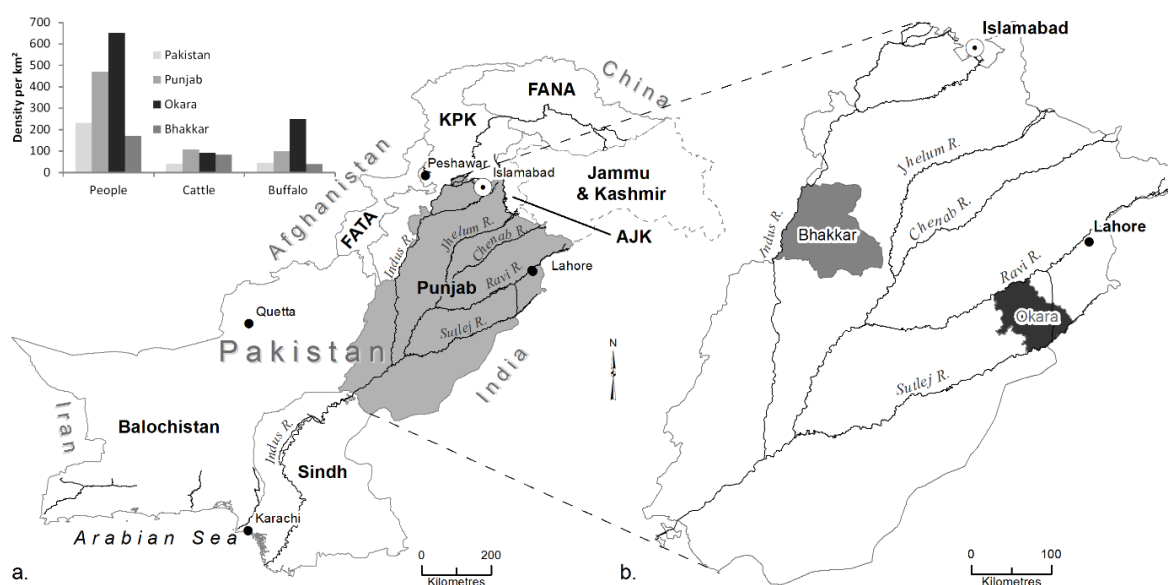 700
600
500
400
300
200
100
0
Density per km²
Pakistan
Punjab
Okara
Bhakkar
People
Cattle
Buffalo
China
FANA
KPK
Peshawar
Islamabad
Jammu
& Kashmir
Afghanistan
FATA
AJK
Indus R.
Jhelum R.
Chenab R.
Lahore
Punjab
Ravi R.
Sutlej R.
Quetta
Pakistan
India
Iran
Balochistan
Indus R.
Sindh
Karachi
Arabian Sea
a.
0 200
Kilometres
N
Islamabad
Jhelum R.
Chenab R.
Indus R.
Bhakkar
Lahore
Ravi R.
Okara
Sutlej R.
b.
0 100
Kilometres